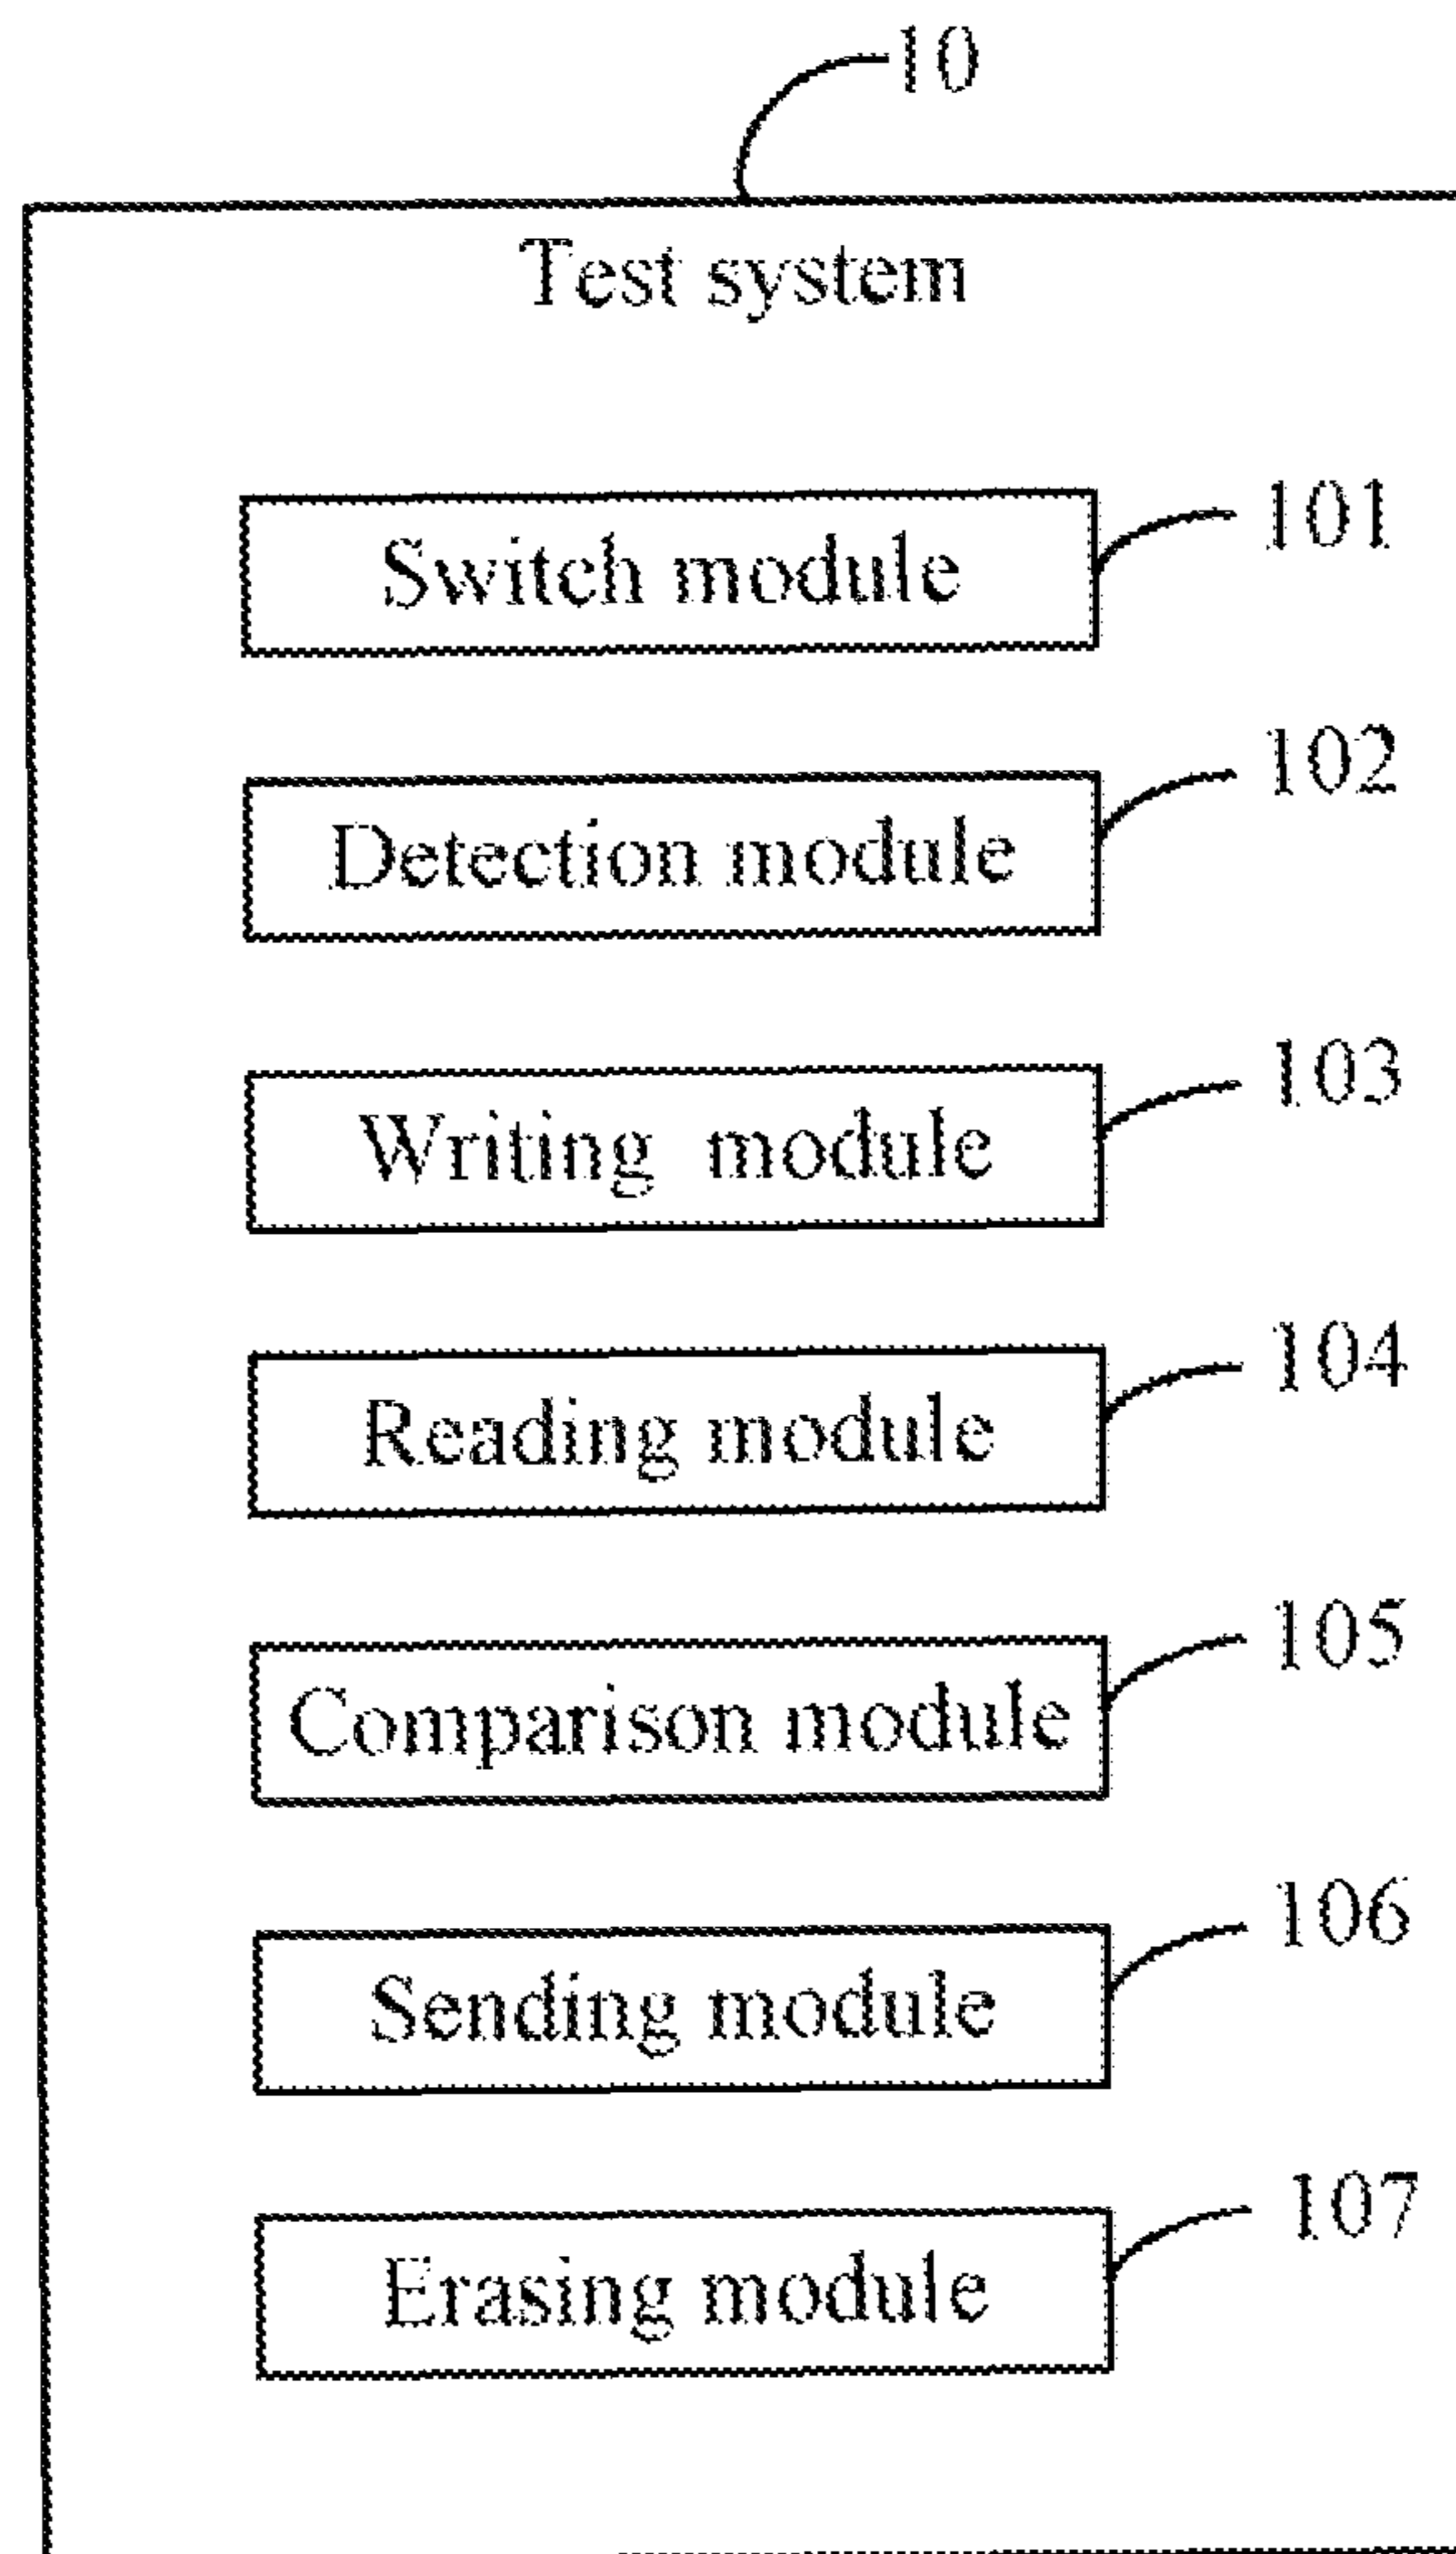 10
Test system
Switch module
101
Detection module
102
Writing module
103
Reading module
104
Comparison module
105
Sending module
106
Erasing module
107